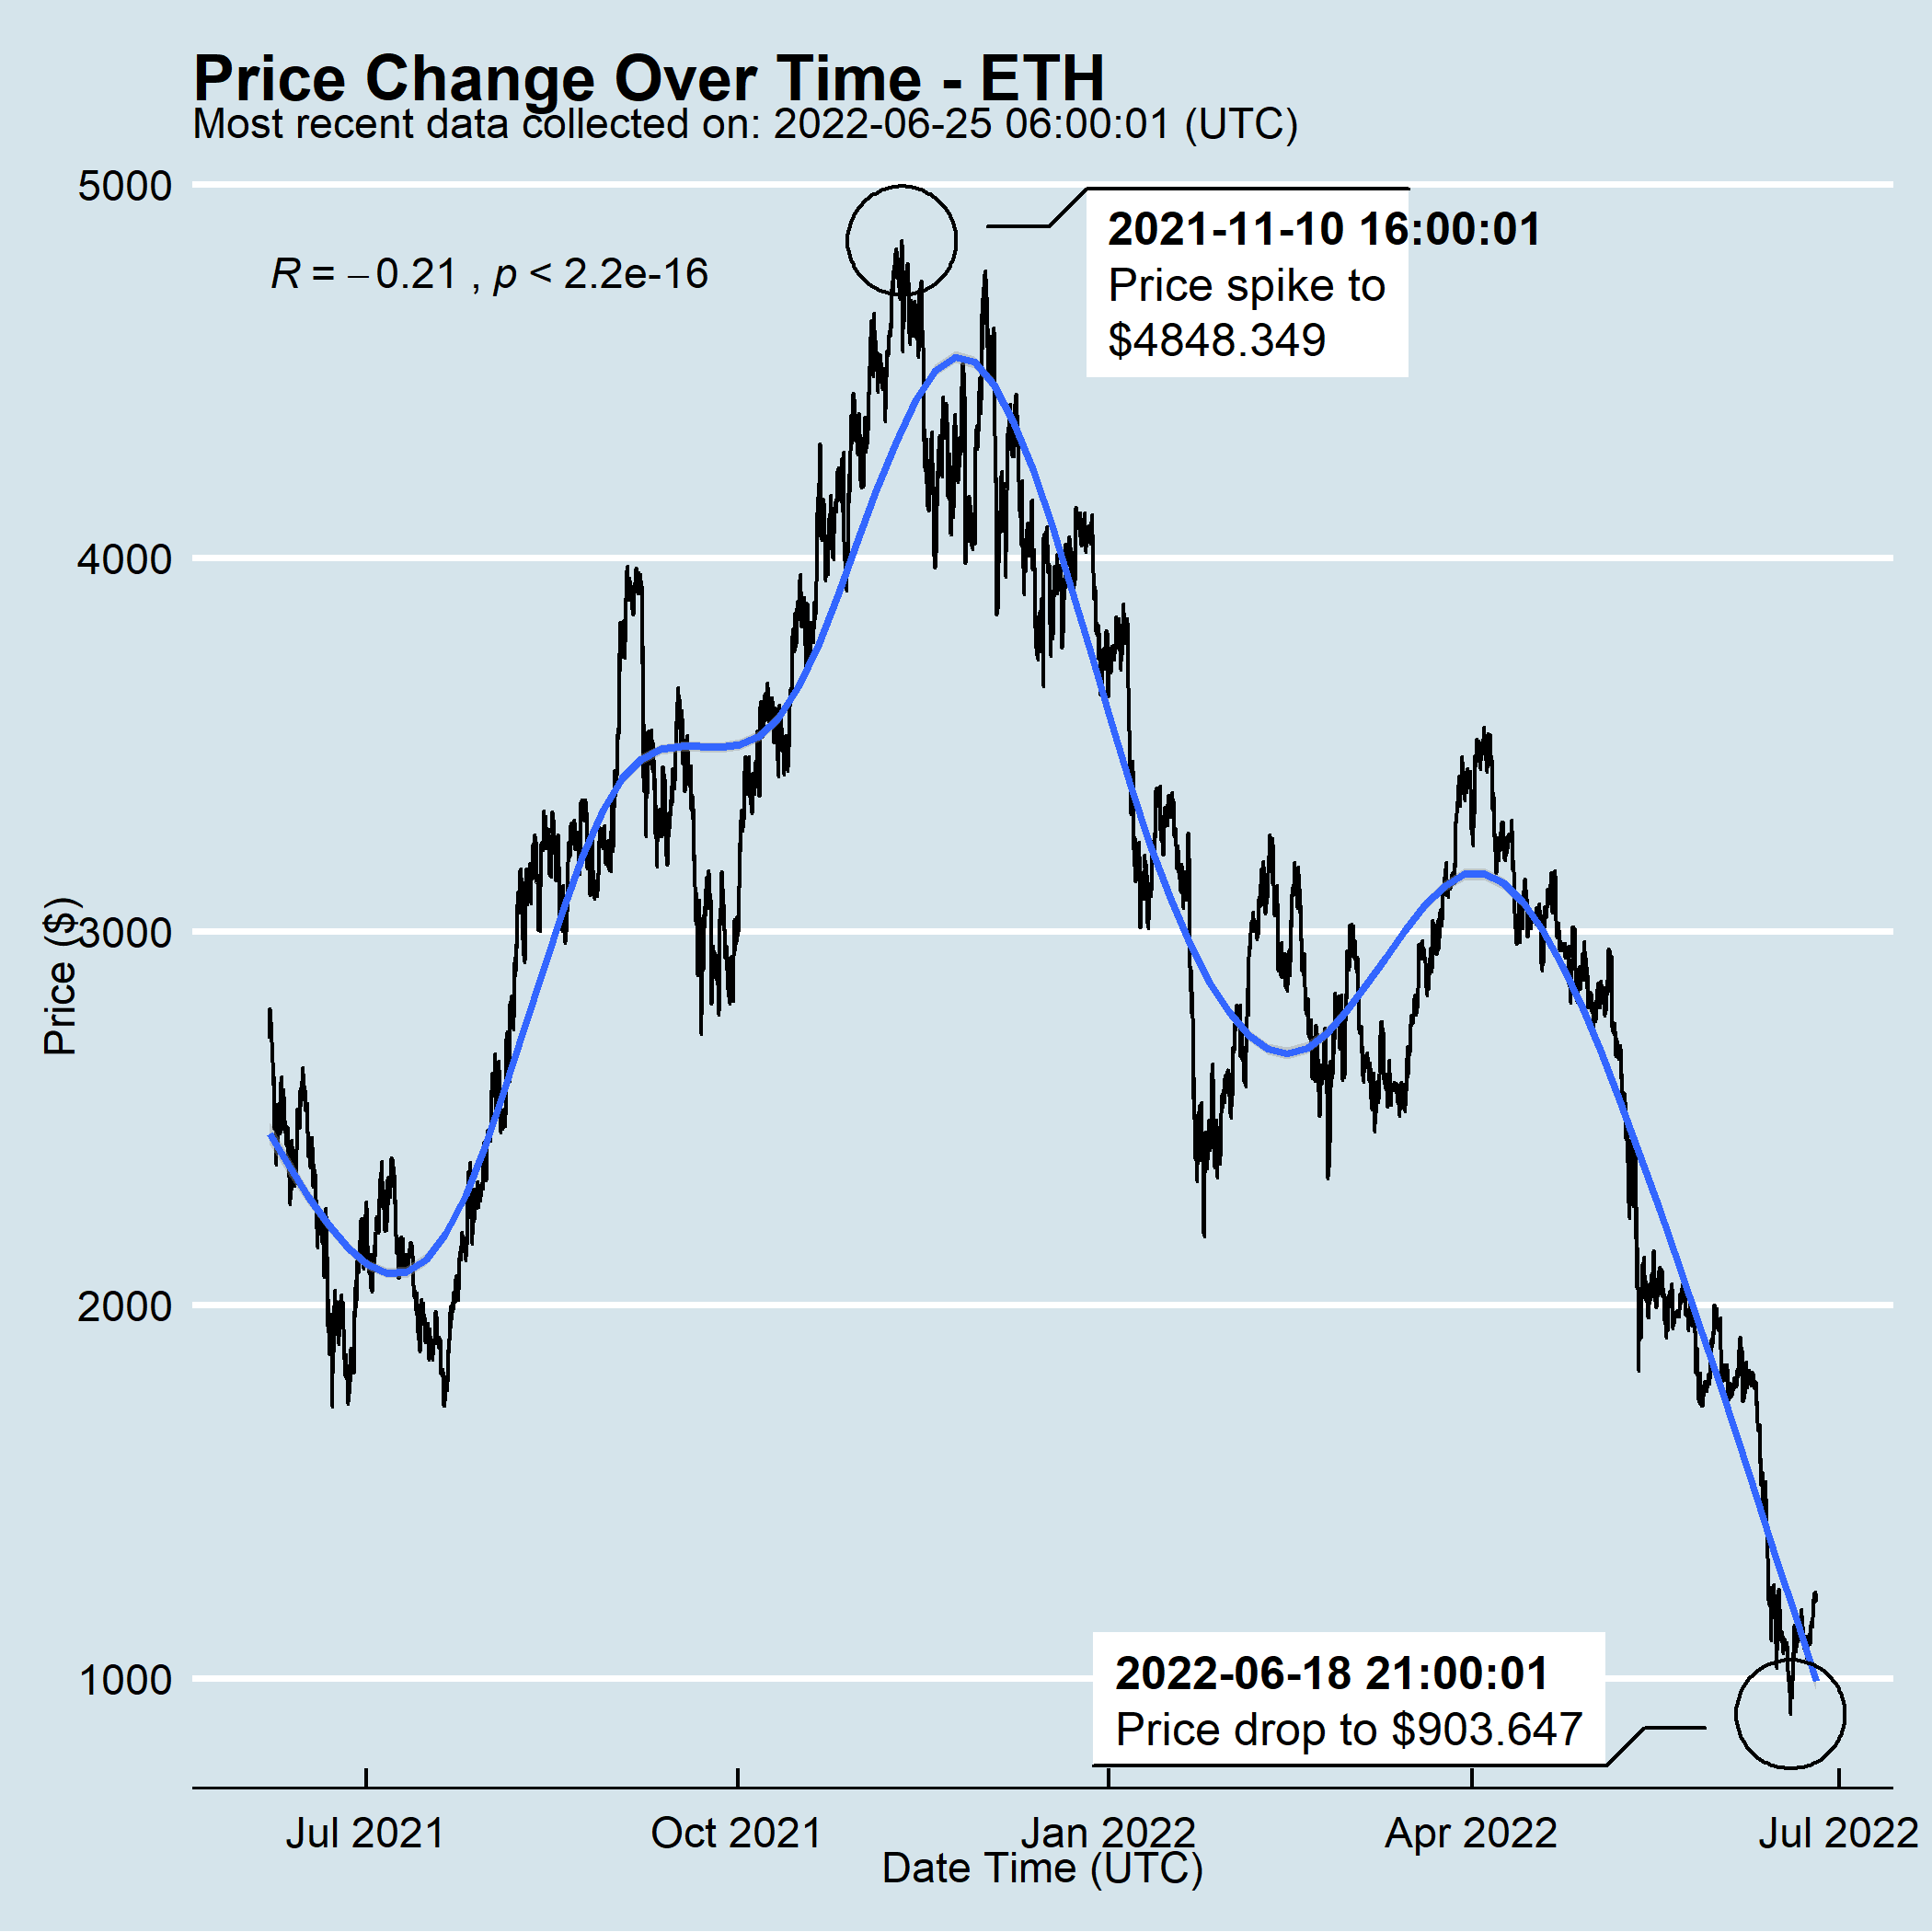 Price Change Over Time - ETH
Most recent data collected on: 2022-06-25 06:00:01 (UTC)
5000
2021-11-10 16:00:01
Price spike to
$4848.349
R = −0.21 , p < 2.2e-16
4000
3000
Price ($)
2000
1000
2022-06-18 21:00:01
Price drop to $903.647
Jul 2021
Oct 2021
Jan 2022
Apr 2022
Jul 2022
Date Time (UTC)